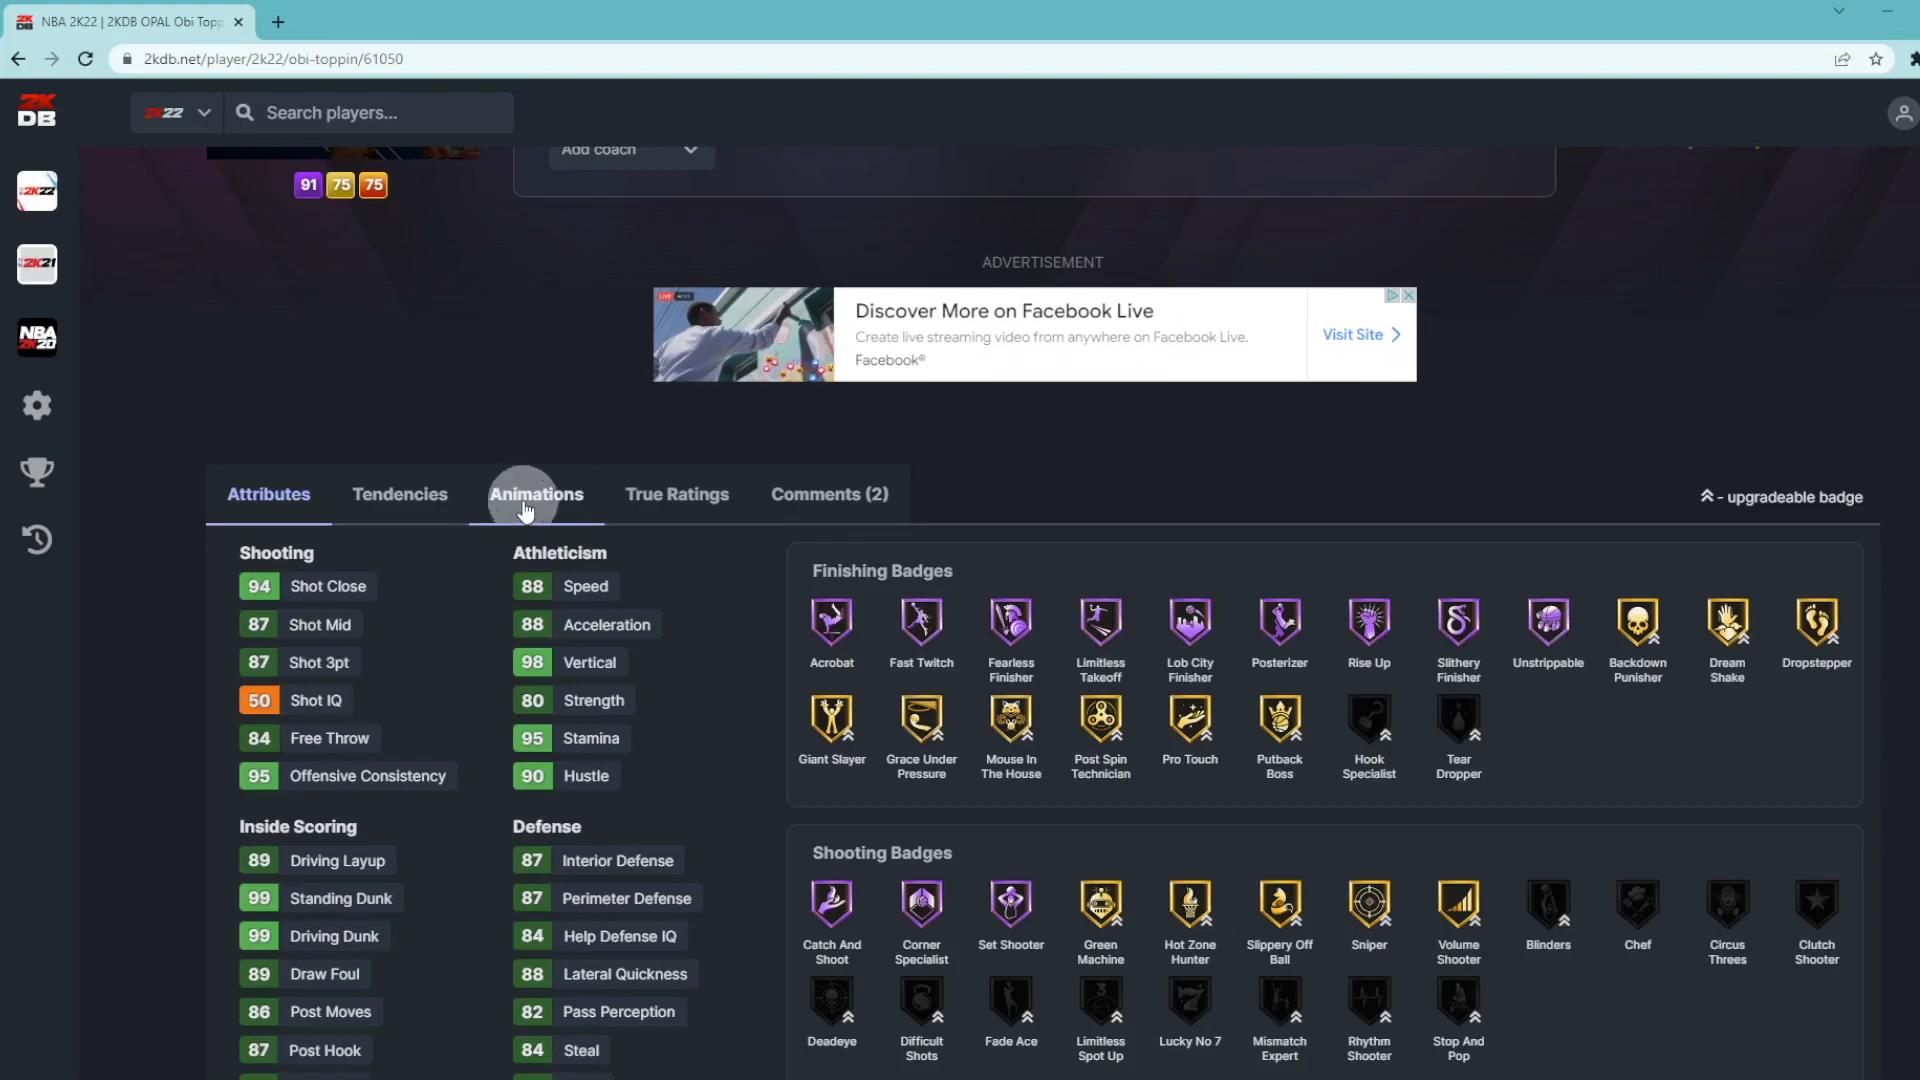 NBA 2K22 | 2KDB OPAL Obi Topp
2kdb.net/player/2k22/obi-toppin/61050
2K
DB
2K22
Search players...
Add coach
91 75 75
2K22
2K21
NBA
2K20
ADVERTISEMENT
LIVE
Discover More on Facebook Live
Create live streaming video from anywhere on Facebook Live.
Facebook®
Visit Site
Attributes Tendencies Animations True Ratings Comments (2)
- upgradeable badge
Shooting
94 Shot Close
87 Shot Mid
87 Shot 3pt
50 Shot IQ
84 Free Throw
95 Offensive Consistency
Athleticism
88 Speed
88 Acceleration
98 Vertical
80 Strength
95 Stamina
90 Hustle
Inside Scoring
89 Driving Layup
99 Standing Dunk
99 Driving Dunk
89 Draw Foul
86 Post Moves
87 Post Hook
Defense
87 Interior Defense
87 Perimeter Defense
84 Help Defense IQ
88 Lateral Quickness
82 Pass Perception
84 Steal
Finishing Badges
Acrobat
Fast Twitch
Fearless
Finisher
Limitless
Takeoff
Lob City
Finisher
Posterizer
Rise Up
Slithery
Finisher
Unstrippable
Backdown
Punisher
Dream
Shake
Dropstepper
Giant Slayer
Grace Under
Pressure
Mouse In
The House
Post Spin
Technician
Pro Touch
Putback
Boss
Hook
Specialist
Tear
Dropper
Shooting Badges
Catch And
Shoot
Corner
Specialist
Set Shooter
Green
Machine
Hot Zone
Hunter
Slippery Off
Ball
Sniper
Volume
Shooter
Blinders
Chef
Circus
Threes
Clutch
Shooter
Deadeye
Difficult
Shots
Fade Ace
Limitless
Spot Up
Lucky No 7
Mismatch
Expert
Rhythm
Shooter
Stop And
Pop